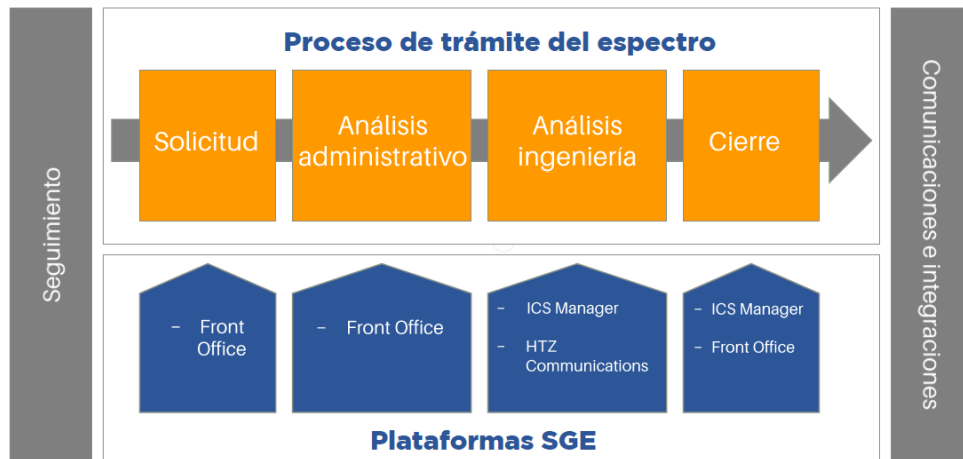 Seguimiento
Proceso de trámite del espectro
Solicitud
Análisis
administrativo
Análisis
ingeniería
Cierre
– Front
Office
– Front Office
– ICS Manager
– HTZ
Communications
– ICS Manager
– Front Office
Plataformas SGE
Comunicaciones e integraciones